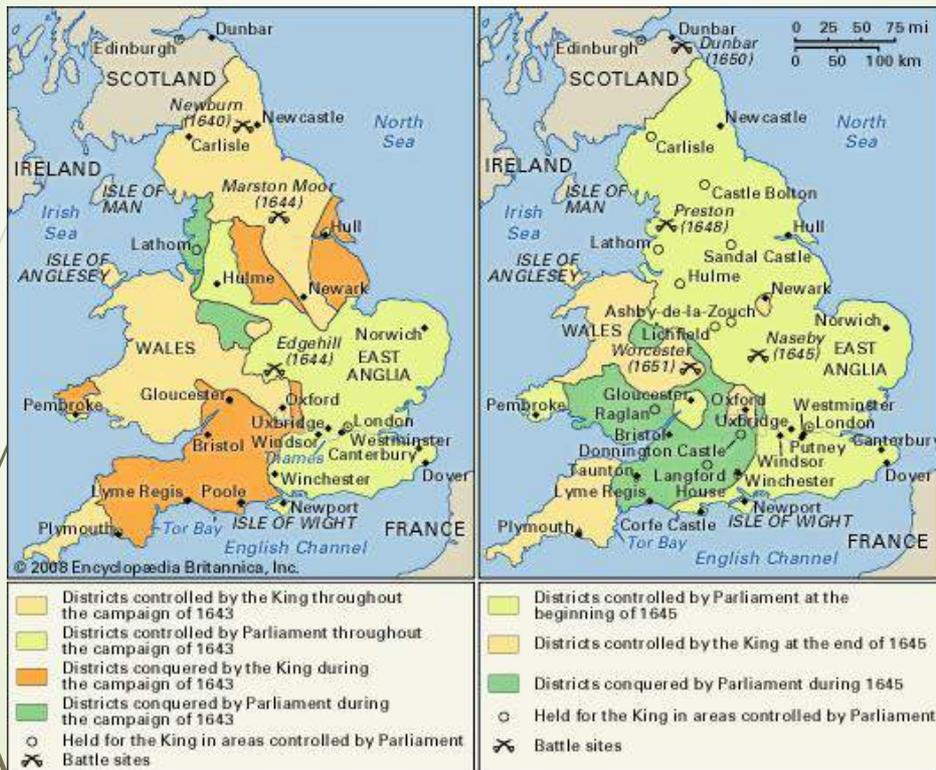 Edinburgh
Dunbar
SCOTLAND
Newburn
(1640)
Newcastle
Carlisle
North
Sea
IRELAND
ISLE OF
MAN
Marston Moor
(1644)
Irish
Sea
Lathom
Hull
ISLE OF
ANGLESEY
Hulme
Newark
Norwich
WALES
Edgehill
(1644)
EAST
ANGLIA
Gloucester
Oxford
Pembroke
Uxbridge
London
Bristol
Windsor
Westminster
Thames
Canterbury
Winchester
Dover
Lyme Regis
Poole
Newport
Plymouth
Tor Bay
ISLE OF WIGHT
FRANCE
English Channel
© 2008 Encyclopædia Britannica, Inc.
Districts controlled by the King throughout
the campaign of 1643
Districts controlled by Parliament throughout
the campaign of 1643
Districts conquered by the King during
the campaign of 1643
Districts conquered by Parliament during
the campaign of 1643
Held for the King in areas controlled by Parliament
Battle sites
Dunbar
Edinburgh
Dunbar
(1650)
0 25 50 75 mi
0 50 100 km
SCOTLAND
Newcastle
Carlisle
North
Sea
IRELAND
ISLE OF
MAN
Castle Bolton
Irish
Sea
Preston
(1648)
Hull
Lathom
Sandal Castle
ISLE OF
ANGLESEY
Hulme
Newark
Ashby-de-la-Zouch
WALES
Lichfield
Norwich
Worcester
(1651)
Naseby
(1645)
EAST
ANGLIA
Gloucester
Oxford
Westminster
Pembroke
Raglan
Uxbridge
London
Bristol
Putney
Canterbury
Donnington Castle
Windsor
Taunton
Langford
House
Winchester
Dover
Lyme Regis
Newport
Plymouth
Corfe Castle
ISLE OF WIGHT
Tor Bay
FRANCE
English Channel
Districts controlled by Parliament at the
beginning of 1645
Districts controlled by the King at the end of 1645
Districts conquered by Parliament during 1645
Held for the King in areas controlled by Parliament
Battle sites